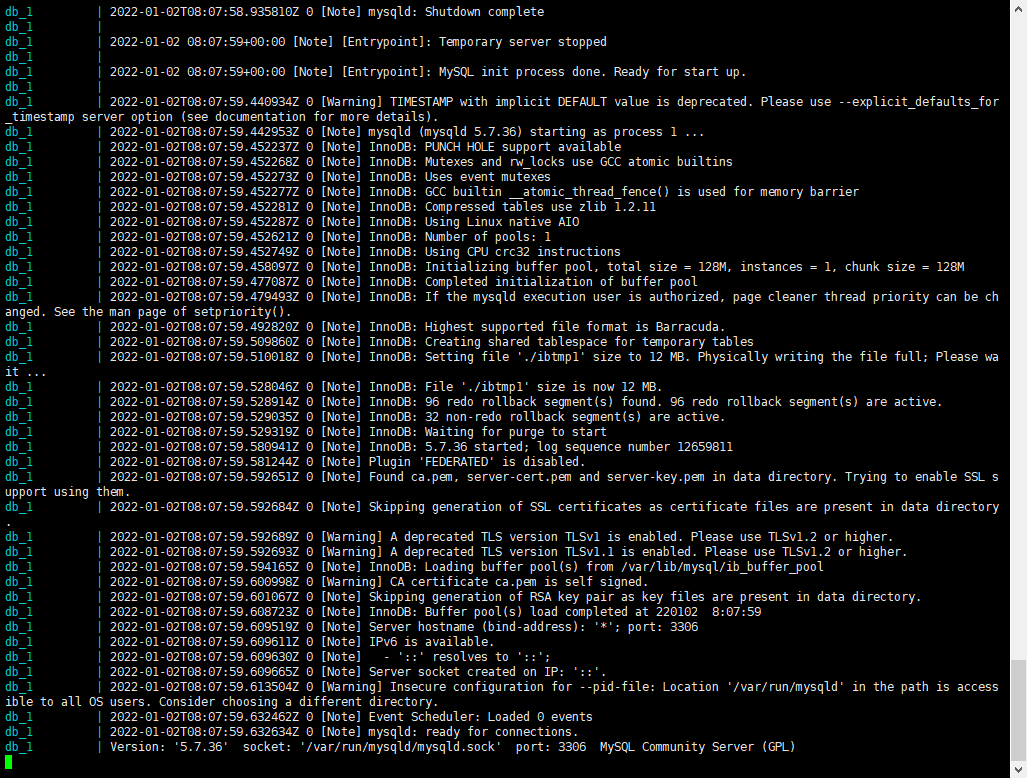 db_1         | 2022-01-02T08:07:58.935810Z 0 [Note] mysqld: Shutdown complete
db_1         |
db_1         | 2022-01-02 08:07:59+00:00 [Note] [Entrypoint]: Temporary server stopped
db_1         |
db_1         | 2022-01-02 08:07:59+00:00 [Note] [Entrypoint]: MySQL init process done. Ready for start up.
db_1         |
db_1         | 2022-01-02T08:07:59.440934Z 0 [Warning] TIMESTAMP with implicit DEFAULT value is deprecated. Please use --explicit_defaults_for
_timestamp server option (see documentation for more details).
db_1         | 2022-01-02T08:07:59.442953Z 0 [Note] mysqld (mysqld 5.7.36) starting as process 1 ...
db_1         | 2022-01-02T08:07:59.452237Z 0 [Note] InnoDB: PUNCH HOLE support available
db_1         | 2022-01-02T08:07:59.452268Z 0 [Note] InnoDB: Mutexes and rw_locks use GCC atomic builtins
db_1         | 2022-01-02T08:07:59.452273Z 0 [Note] InnoDB: Uses event mutexes
db_1         | 2022-01-02T08:07:59.452277Z 0 [Note] InnoDB: GCC builtin __atomic_thread_fence() is used for memory barrier
db_1         | 2022-01-02T08:07:59.452281Z 0 [Note] InnoDB: Compressed tables use zlib 1.2.11
db_1         | 2022-01-02T08:07:59.452287Z 0 [Note] InnoDB: Using Linux native AIO
db_1         | 2022-01-02T08:07:59.452621Z 0 [Note] InnoDB: Number of pools: 1
db_1         | 2022-01-02T08:07:59.452749Z 0 [Note] InnoDB: Using CPU crc32 instructions
db_1         | 2022-01-02T08:07:59.458097Z 0 [Note] InnoDB: Initializing buffer pool, total size = 128M, instances = 1, chunk size = 128M
db_1         | 2022-01-02T08:07:59.477087Z 0 [Note] InnoDB: Completed initialization of buffer pool
db_1         | 2022-01-02T08:07:59.479493Z 0 [Note] InnoDB: If the mysqld execution user is authorized, page cleaner thread priority can be ch
anged. See the man page of setpriority().
db_1         | 2022-01-02T08:07:59.492820Z 0 [Note] InnoDB: Highest supported file format is Barracuda.
db_1         | 2022-01-02T08:07:59.509860Z 0 [Note] InnoDB: Creating shared tablespace for temporary tables
db_1         | 2022-01-02T08:07:59.510018Z 0 [Note] InnoDB: Setting file './ibtmp1' size to 12 MB. Physically writing the file full; Please wa
it ...
db_1         | 2022-01-02T08:07:59.528046Z 0 [Note] InnoDB: File './ibtmp1' size is now 12 MB.
db_1         | 2022-01-02T08:07:59.528914Z 0 [Note] InnoDB: 96 redo rollback segment(s) found. 96 redo rollback segment(s) are active.
db_1         | 2022-01-02T08:07:59.529035Z 0 [Note] InnoDB: 32 non-redo rollback segment(s) are active.
db_1         | 2022-01-02T08:07:59.529319Z 0 [Note] InnoDB: Waiting for purge to start
db_1         | 2022-01-02T08:07:59.580941Z 0 [Note] InnoDB: 5.7.36 started; log sequence number 12659811
db_1         | 2022-01-02T08:07:59.581244Z 0 [Note] Plugin 'FEDERATED' is disabled.
db_1         | 2022-01-02T08:07:59.592651Z 0 [Note] Found ca.pem, server-cert.pem and server-key.pem in data directory. Trying to enable SSL s
upport using them.
db_1         | 2022-01-02T08:07:59.592684Z 0 [Note] Skipping generation of SSL certificates as certificate files are present in data directory
.
db_1         | 2022-01-02T08:07:59.592689Z 0 [Warning] A deprecated TLS version TLSv1 is enabled. Please use TLSv1.2 or higher.
db_1         | 2022-01-02T08:07:59.592693Z 0 [Warning] A deprecated TLS version TLSv1.1 is enabled. Please use TLSv1.2 or higher.
db_1         | 2022-01-02T08:07:59.594165Z 0 [Note] InnoDB: Loading buffer pool(s) from /var/lib/mysql/ib_buffer_pool
db_1         | 2022-01-02T08:07:59.600998Z 0 [Warning] CA certificate ca.pem is self signed.
db_1         | 2022-01-02T08:07:59.601067Z 0 [Note] Skipping generation of RSA key pair as key files are present in data directory.
db_1         | 2022-01-02T08:07:59.608723Z 0 [Note] InnoDB: Buffer pool(s) load completed at 220102  8:07:59
db_1         | 2022-01-02T08:07:59.609519Z 0 [Note] Server hostname (bind-address): '*'; port: 3306
db_1         | 2022-01-02T08:07:59.609611Z 0 [Note] IPv6 is available.
db_1         | 2022-01-02T08:07:59.609630Z 0 [Note]   - '::' resolves to '::';
db_1         | 2022-01-02T08:07:59.609665Z 0 [Note] Server socket created on IP: '::'.
db_1         | 2022-01-02T08:07:59.613504Z 0 [Warning] Insecure configuration for --pid-file: Location '/var/run/mysqld' in the path is access
ible to all OS users. Consider choosing a different directory.
db_1         | 2022-01-02T08:07:59.632462Z 0 [Note] Event Scheduler: Loaded 0 events
db_1         | 2022-01-02T08:07:59.632634Z 0 [Note] mysqld: ready for connections.
db_1         | Version: '5.7.36'  socket: '/var/run/mysqld/mysqld.sock'  port: 3306  MySQL Community Server (GPL)